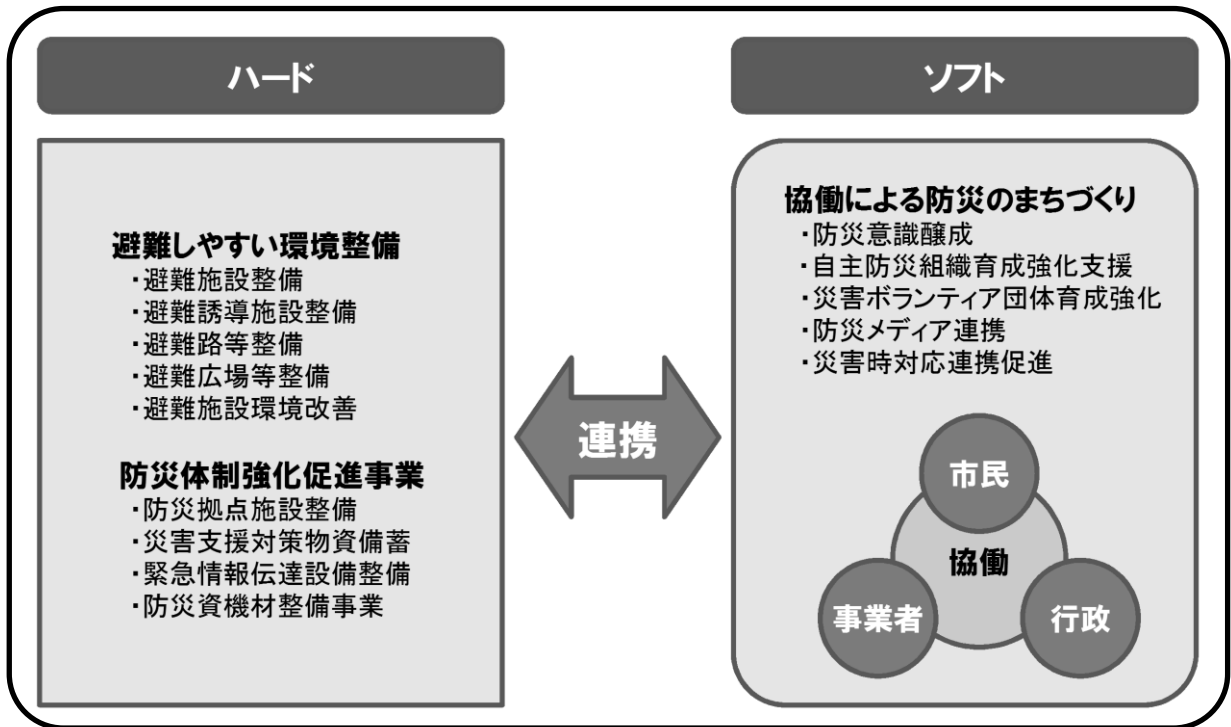 ハード
避難しやすい環境整備
・避難施設整備
・避難誘導施設整備
・避難路等整備
・避難広場等整備
・避難施設環境改善
防災体制強化促進事業
・防災拠点施設整備
・災害支援対策物資備蓄
・緊急情報伝達設備整備
・防災資機材整備事業
連携
ソフト
協働による防災のまちづくり
・防災意識醸成
・自主防災組織育成強化支援
・災害ボランティア団体育成強化
・防災メディア連携
・災害時対応連携促進
市民
協働
事業者
行政